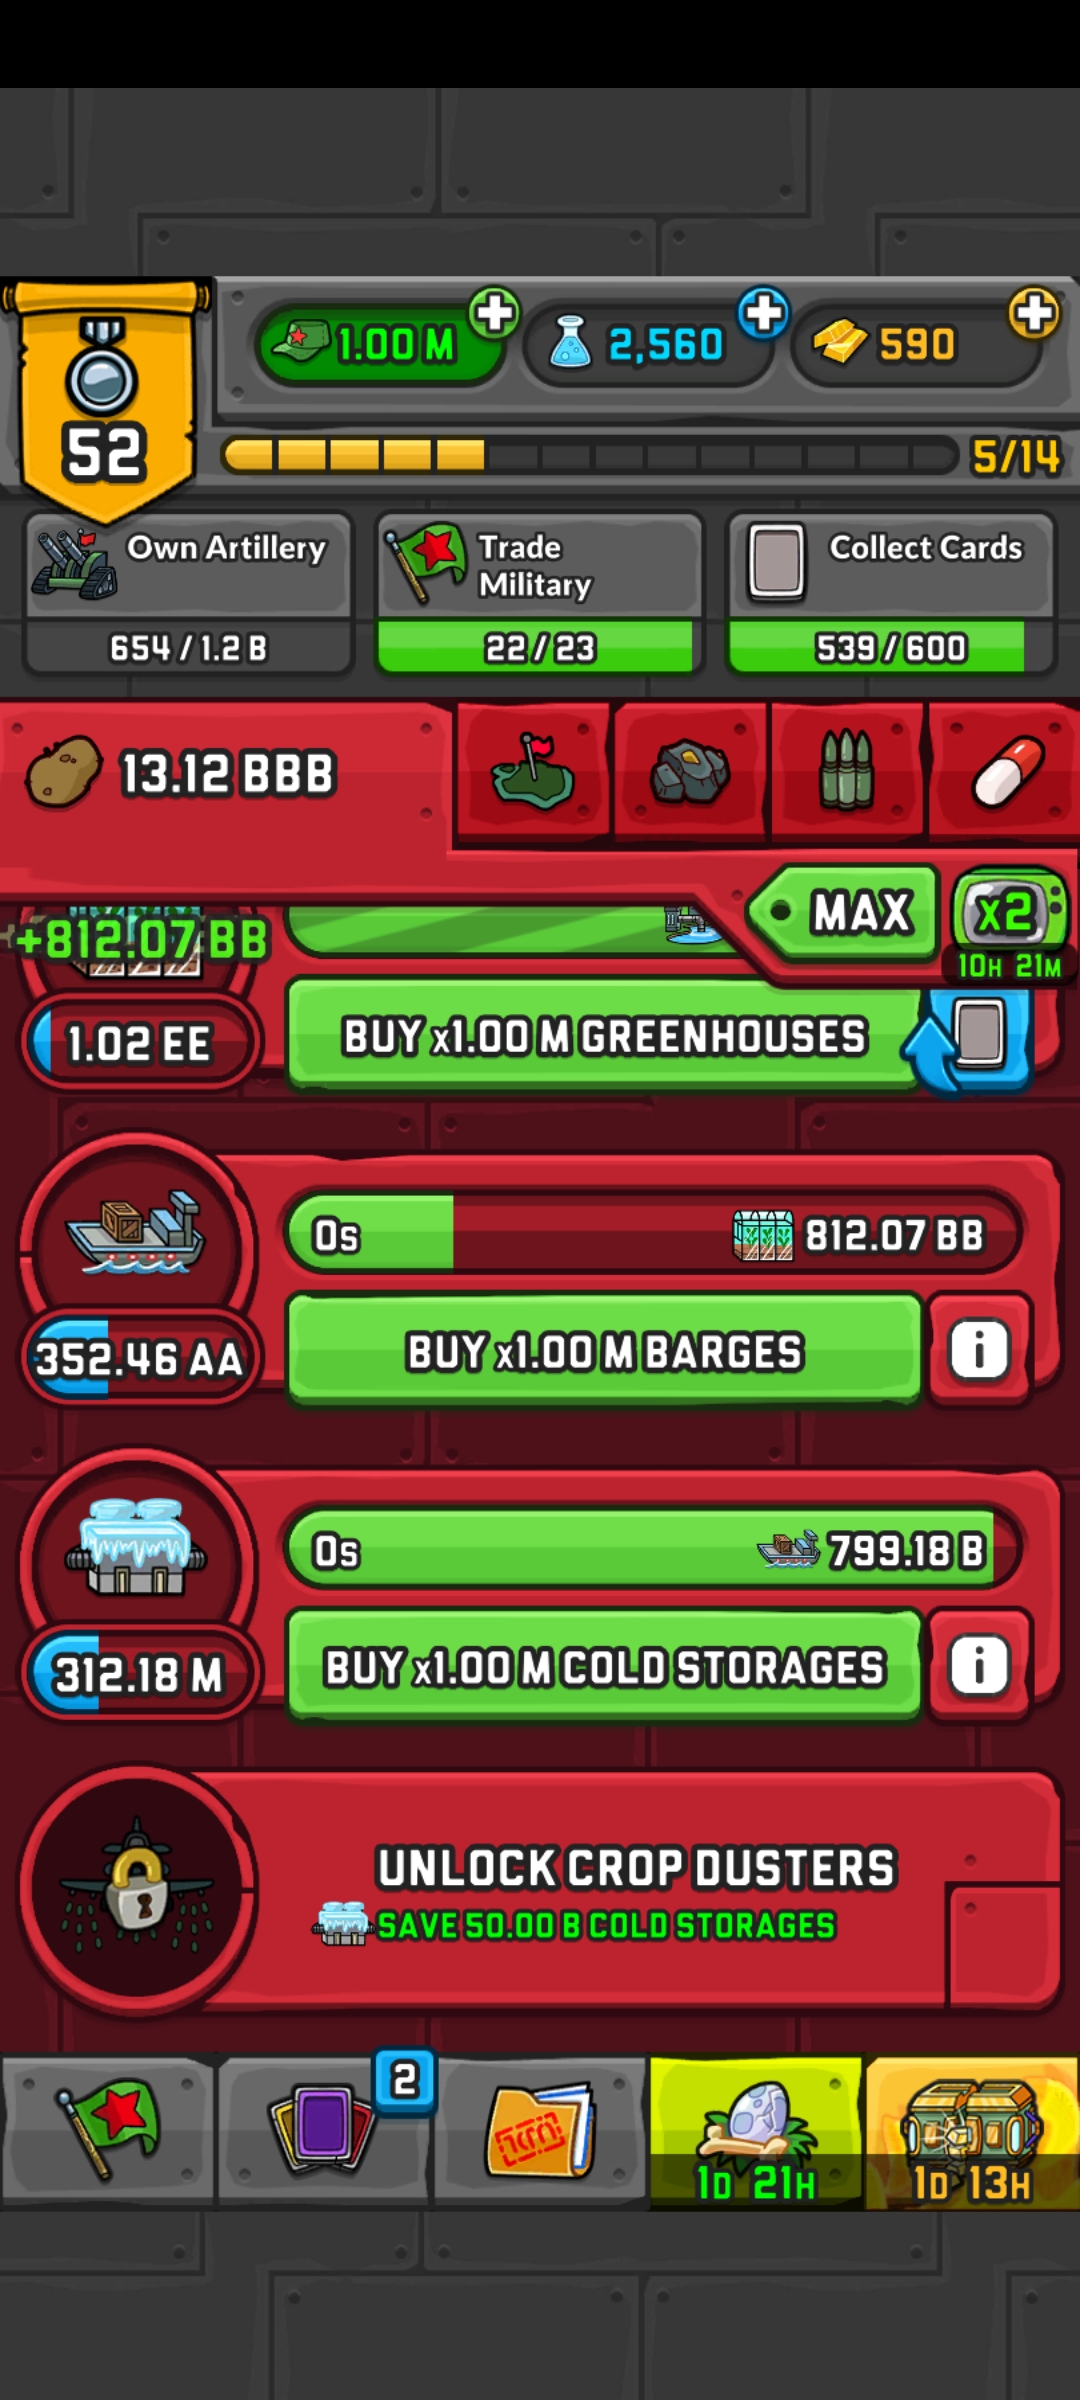 1.00 M
2,560
590
52
5/14
Own Artillery
654 / 1.2 B
Trade
Military
22 / 23
Collect Cards
539 / 600
13.12 BBB
MAX
x2
10H 21M
+812.07 BB
1.02 EE
BUY x1.00 M GREENHOUSES
0s
812.07 BB
352.46 AA
BUY x1.00 M BARGES
i
0s
799.18 B
312.18 M
BUY x1.00 M COLD STORAGES
i
UNLOCK CROP DUSTERS
SAVE 50.00 B COLD STORAGES
2
1D 21H
1D 13H